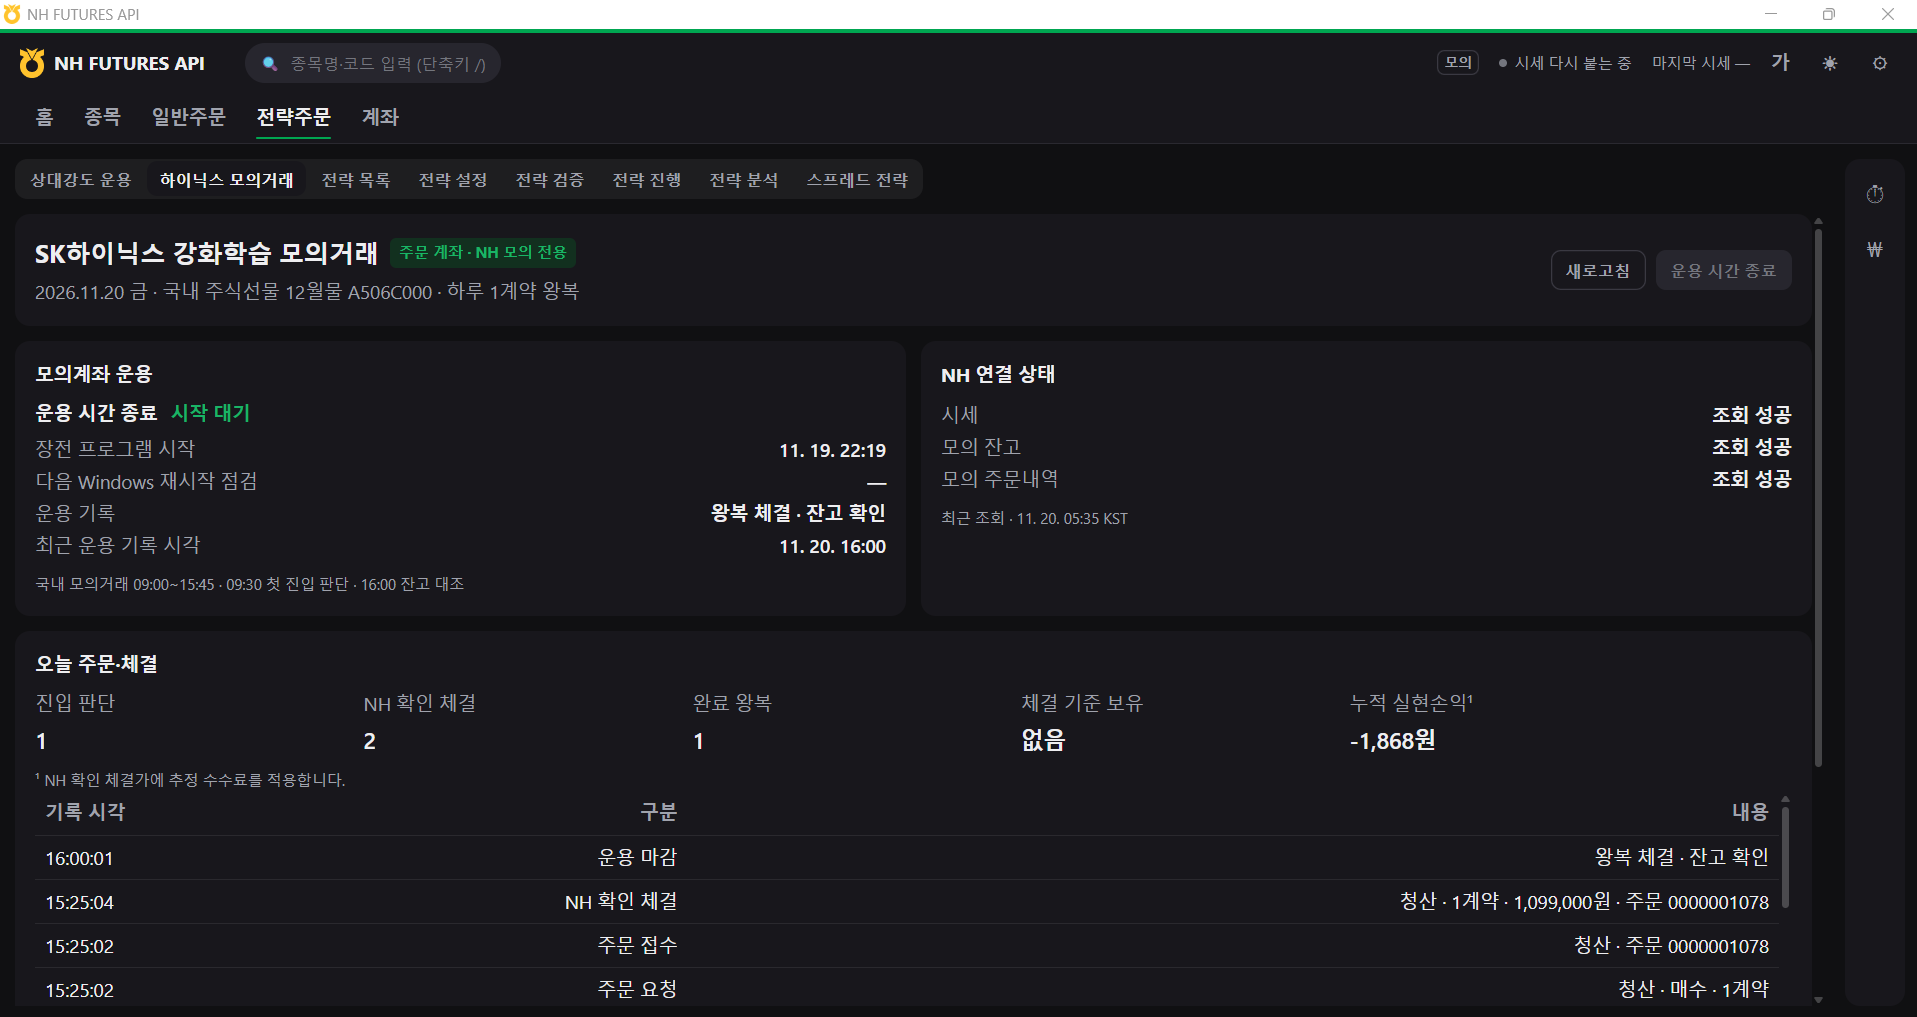 NH FUTURES API
NH FUTURES API
종목명·코드 입력 (단축키 /)
모의
시세 다시 붙는 중
마지막 시세 —
가
홈 종목 일반주문 전략주문 계좌
상대강도 운용 하이닉스 모의거래 전략 목록 전략 설정 전략 검증 전략 진행 전략 분석 스프레드 전략
SK하이닉스 강화학습 모의거래 주문 계좌 · NH 모의 전용
2026.11.20 금 · 국내 주식선물 12월물 A506C000 · 하루 1계약 왕복
새로고침 운용 시간 종료
모의계좌 운용
운용 시간 종료 시작 대기
장전 프로그램 시작 11. 19. 22:19
다음 Windows 재시작 점검 —
운용 기록 왕복 체결 · 잔고 확인
최근 운용 기록 시각 11. 20. 16:00
국내 모의거래 09:00~15:45 · 09:30 첫 진입 판단 · 16:00 잔고 대조
NH 연결 상태
시세 조회 성공
모의 잔고 조회 성공
모의 주문내역 조회 성공
최근 조회 · 11. 20. 05:35 KST
₩
오늘 주문·체결
진입 판단 NH 확인 체결 완료 왕복 체결 기준 보유 누적 실현손익¹
1 2 1 없음 -1,868원
¹ NH 확인 체결가에 추정 수수료를 적용합니다.
기록 시각 구분 내용
16:00:01 운용 마감 왕복 체결 · 잔고 확인
15:25:04 NH 확인 체결 청산 · 1계약 · 1,099,000원 · 주문 0000001078
15:25:02 주문 접수 청산 · 주문 0000001078
15:25:02 주문 요청 청산 · 매수 · 1계약